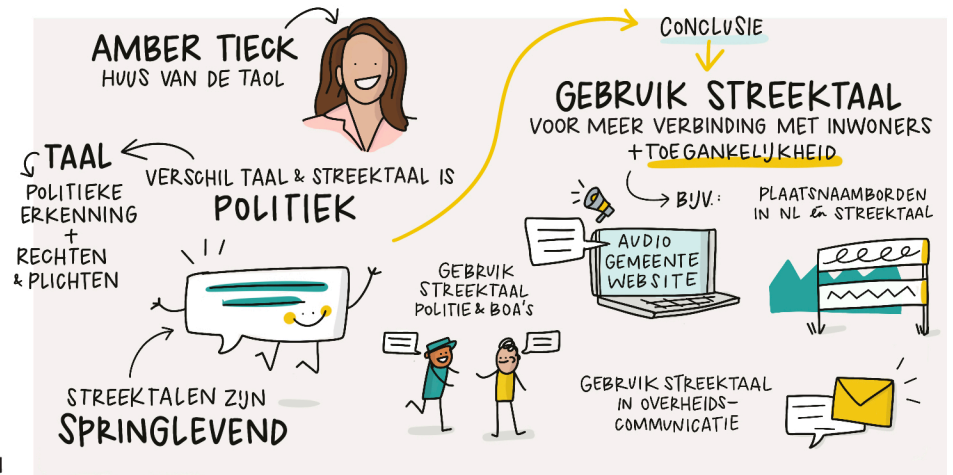 AMBER TIECK
HUUS VAN DE TAOL
TAAL
POLITIEKE
ERKENNING
+
RECHTEN
& PLICHTEN
VERSCHIL TAAL & STREEKTAAL IS
POLITIEK
STREEKTALEN ZIJN
SPRINGLEVEND
CONCLUSIE
GEBRUIK STREEKTAAL
VOOR MEER VERBINDING MET INWONERS
+ TOEGANKELIJKHEID
BIJV.:
AUDIO
GEMEENTE
WEBSITE
PLAATSNAAMBORDEN
IN NL én STREEKTAAL
GEBRUIK
STREEKTAAL
POLITIE & BOA'S
GEBRUIK STREEKTAAL
IN OVERHEIDS-
COMMUNICATIE